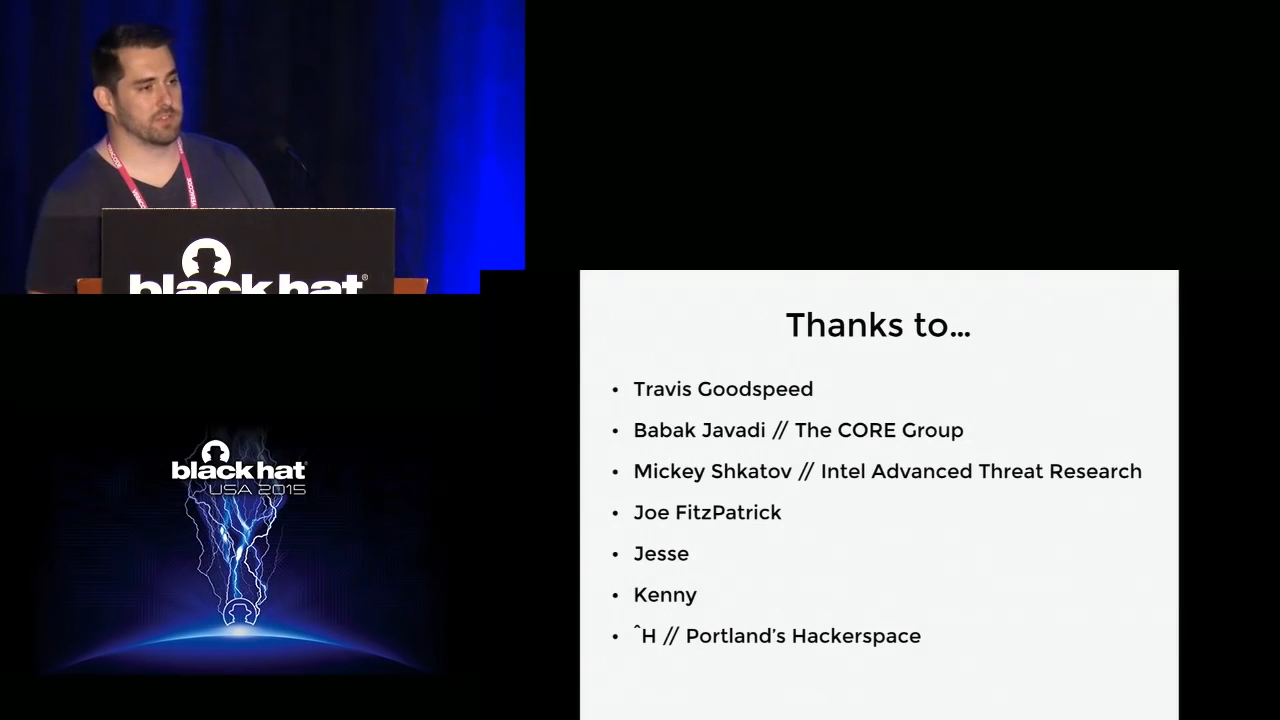 VERACODE
black hat®
black hat®
USA 2015
Thanks to...
• Travis Goodspeed
• Babak Javadi // The CORE Group
• Mickey Shkatov // Intel Advanced Threat Research
• Joe FitzPatrick
• Jesse
• Kenny
• ^H // Portland’s Hackerspace